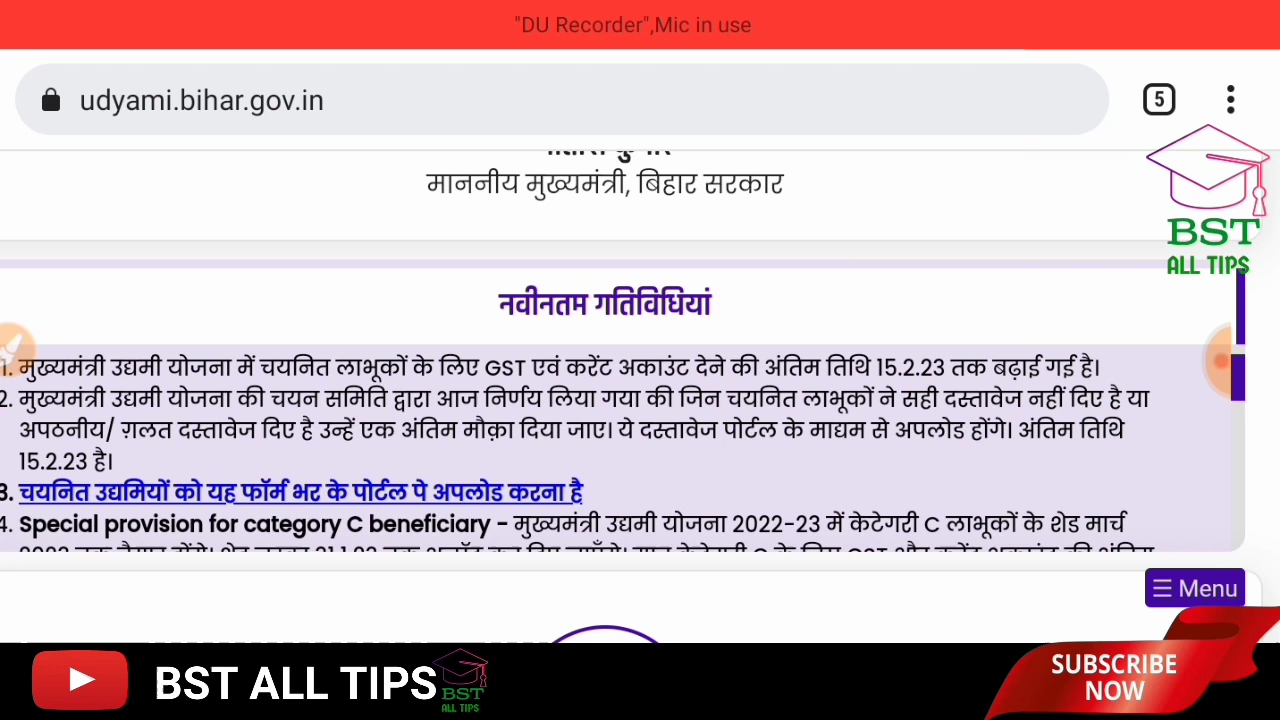 "DU Recorder",Mic in use
udyami.bihar.gov.in
5
माननीय मुख्यमंत्री, बिहार सरकार
BST
ALL TIPS
नवीनतम गतिविधियां
1. मुख्यमंत्री उद्यमी योजना में चयनित लाभूकों के लिए GST एवं करेंट अकाउंट देने की अंतिम तिथि 15.2.23 तक बढ़ाई गई है।
2. मुख्यमंत्री उद्यमी योजना की चयन समिति द्वारा आज निर्णय लिया गया की जिन चयनित लाभूकों ने सही दस्तावेज नहीं दिए है या
अपठनीय/ ग़लत दस्तावेज दिए है उन्हें एक अंतिम मौक़ा दिया जाए। ये दस्तावेज पोर्टल के माध्यम से अपलोड होंगे। अंतिम तिथि
15.2.23 है।
3. चयनित उद्यमियों को यह फॉर्म भर के पोर्टल पे अपलोड करना है
4. Special provision for category C beneficiary - मुख्यमंत्री उद्यमी योजना 2022-23 में केटेगरी C लाभूकों के शेड मार्च
☰ Menu
BST ALL TIPS
BST
ALL TIPS
SUBSCRIBE
NOW